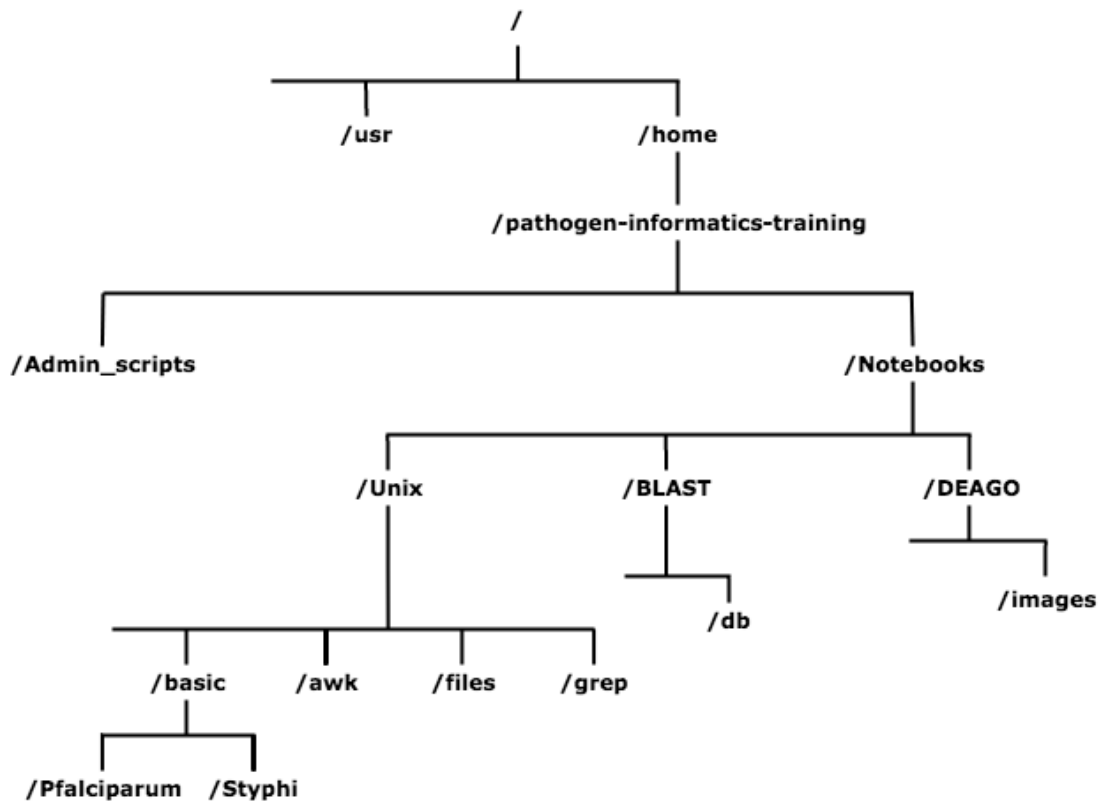 /
/usr
/home
/pathogen-informatics-training
/Admin_scripts
/Notebooks
/Unix
/BLAST
/DEAGO
/images
/db
/basic
/awk
/files
/grep
/Pfalciparum
/Styphi